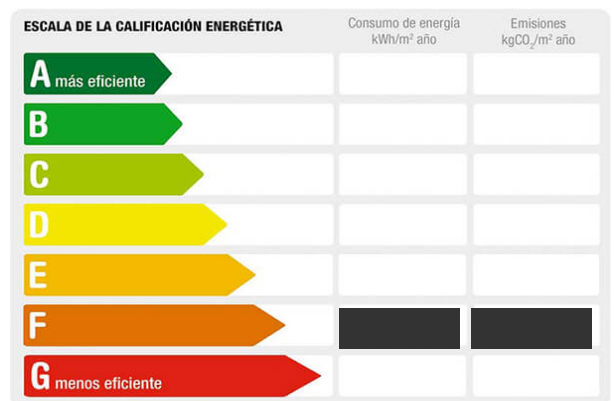 ESCALA DE LA CALIFICACIÓN ENERGÉTICA
Consumo de energía
kWh/m² año
Emisiones
kgCO₂/m² año
A más eficiente
B
C
D
E
F
G menos eficiente